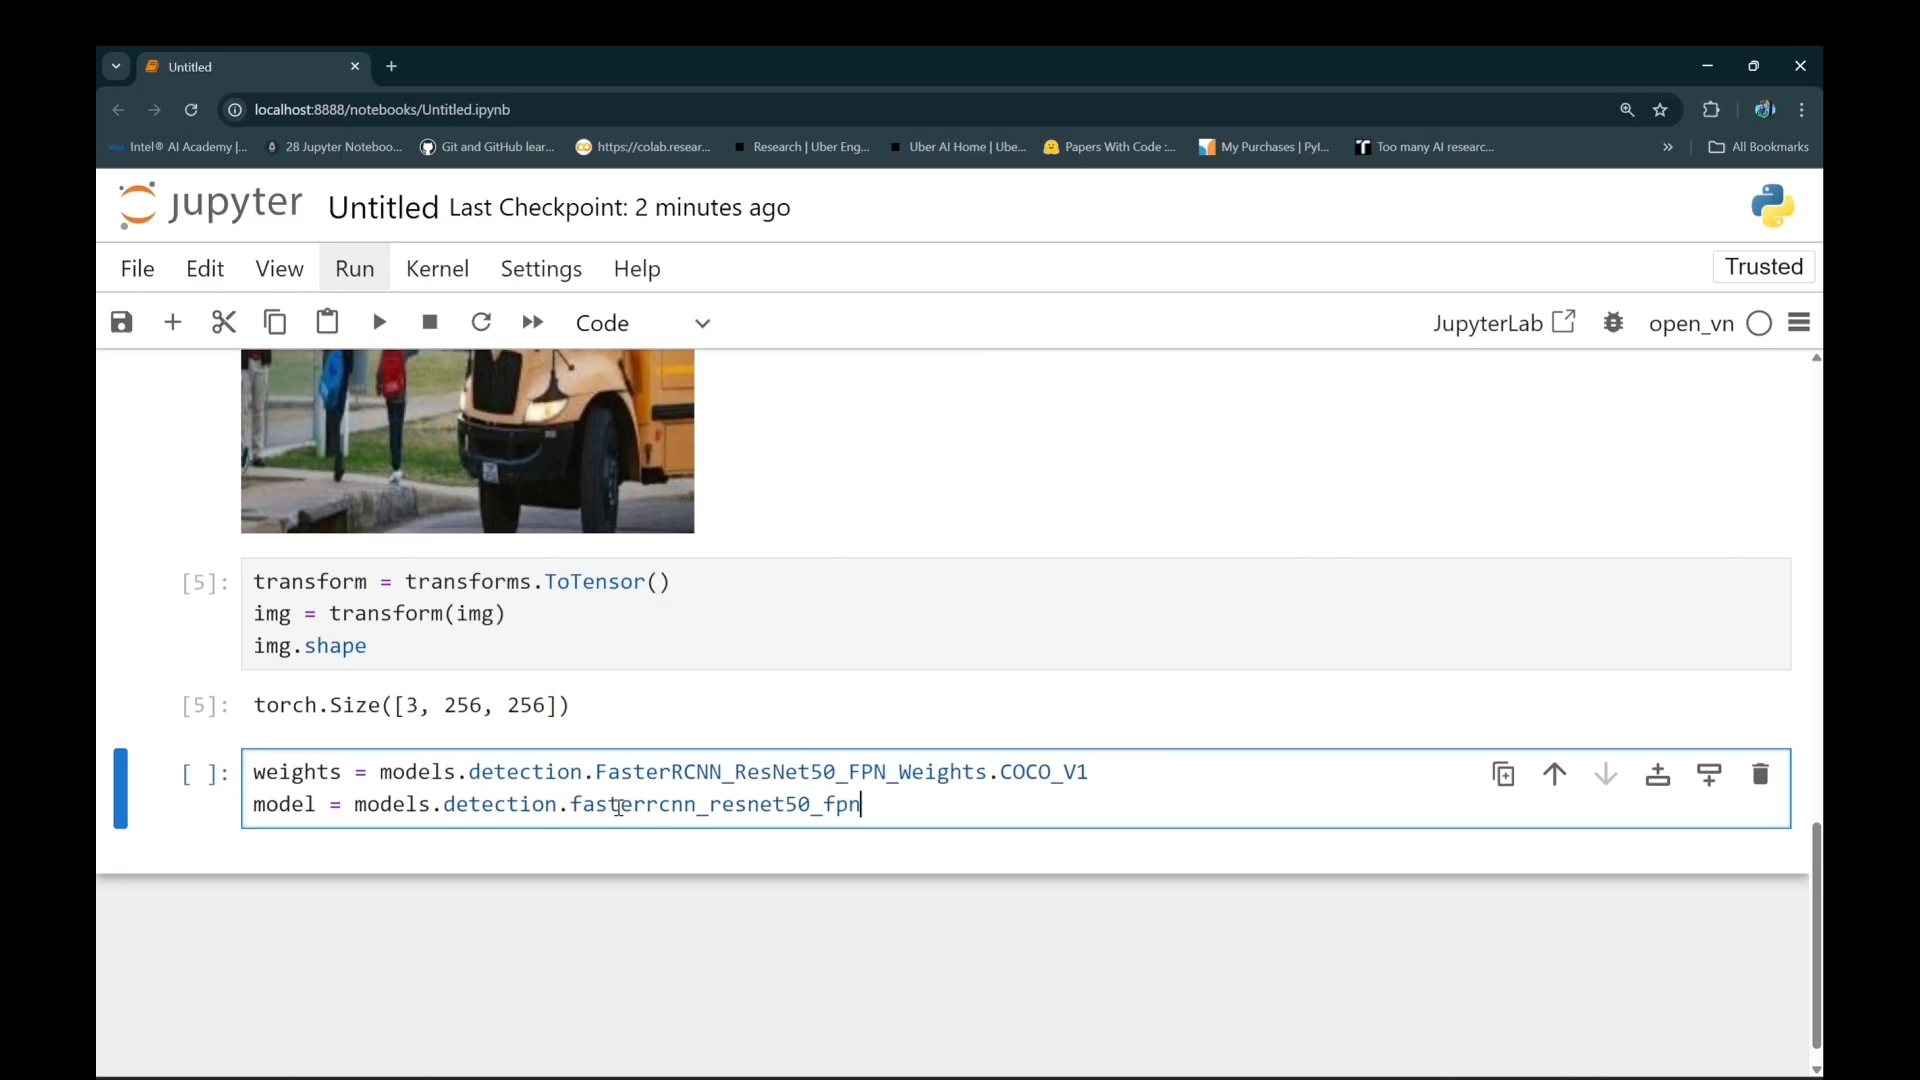 Untitled
localhost:8888/notebooks/Untitled.ipynb
intel Intel® AI Academy |... 28 Jupyter Noteboo... Git and GitHub lear... https://colab.resear... Research | Uber Eng... Uber AI Home | Ube... Papers With Code :... My Purchases | PyI... Too many AI researc... » All Bookmarks
jupyter Untitled Last Checkpoint: 2 minutes ago
File Edit View Run Kernel Settings Help Trusted
Code JupyterLab open_vn
[5]: transform = transforms.ToTensor()
img = transform(img)
img.shape
[5]: torch.Size([3, 256, 256])
[ ]: weights = models.detection.FasterRCNN_ResNet50_FPN_Weights.COCO_V1
model = models.detection.fasterrcnn_resnet50_fpn